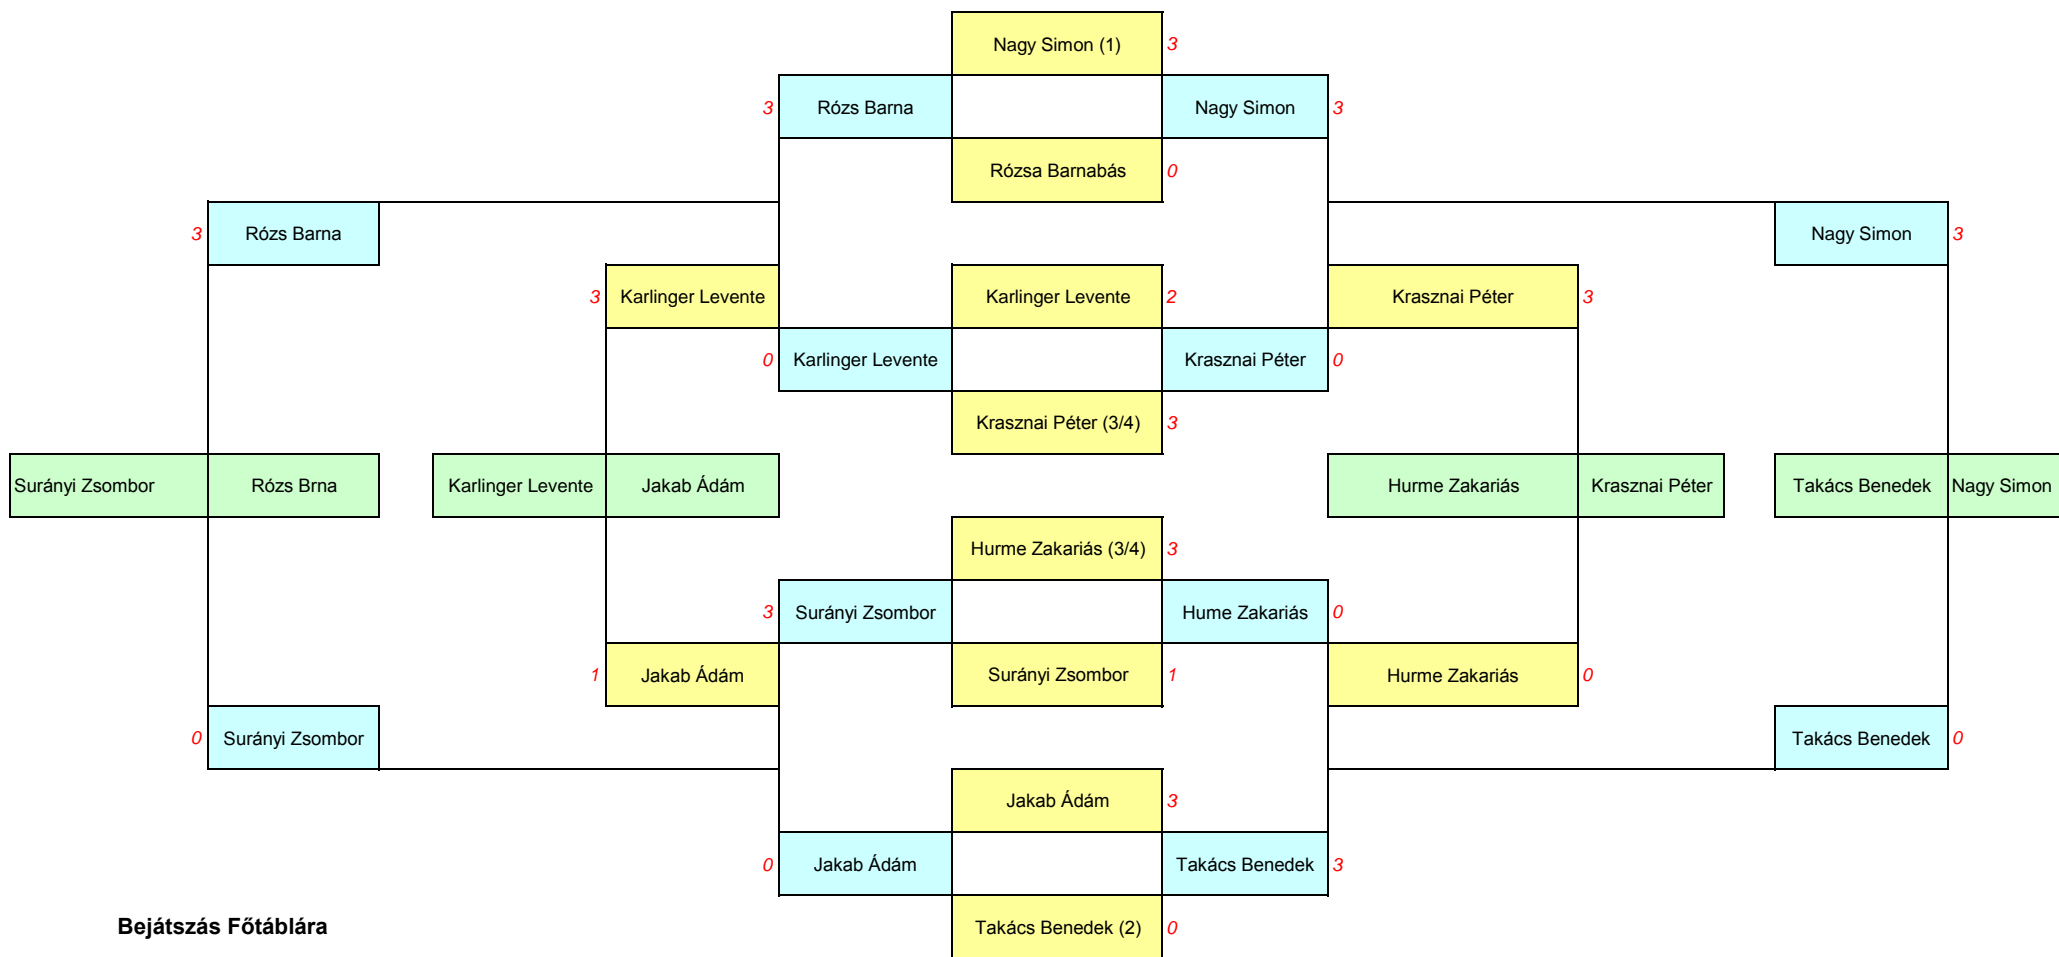 Nagy Simon (1) 3
3 Rózs Barna Nagy Simon 3
Rózsa Barnabás 0
3 Rózs Barna Nagy Simon 3
3 Karlinger Levente Karlinger Levente 2 Krasznai Péter 3
0 Karlinger Levente Krasznai Péter 0
Krasznai Péter (3/4) 3
Surányi Zsombor Rózs Brna Karlinger Levente Jakab Ádám Hurme Zakariás Krasznai Péter Takács Benedek Nagy Simon
Hurme Zakariás (3/4) 3
3 Surányi Zsombor Hume Zakariás 0
1 Jakab Ádám Surányi Zsombor 1 Hurme Zakariás 0
0 Surányi Zsombor Takács Benedek 0
Jakab Ádám 3
0 Jakab Ádám Takács Benedek 3
Bejátszás Főtáblára Takács Benedek (2) 0